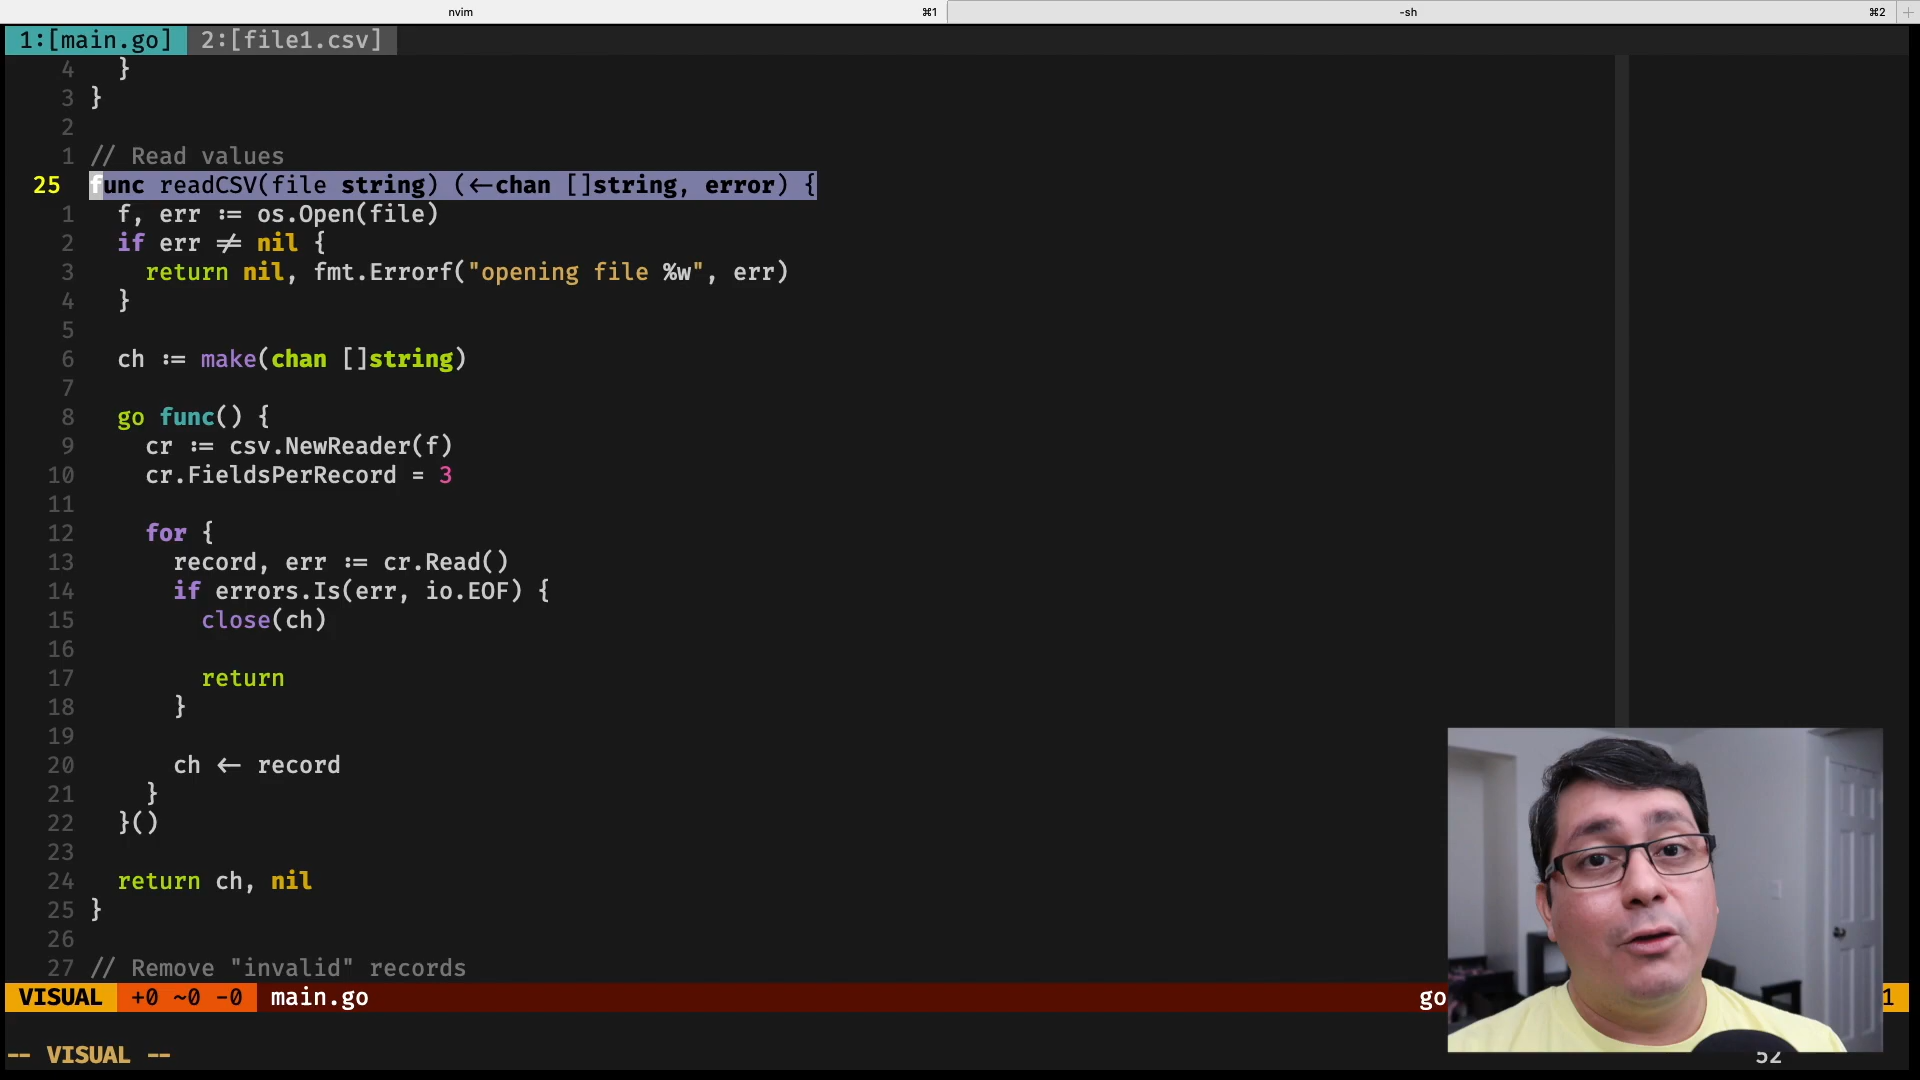 nvim ⌘1 -sh ⌘2 +
1:[main.go] 2:[file1.csv]
4 }
3 }
2
1 // Read values
25 func readCSV(file string) (<-chan []string, error) {
1 f, err := os.Open(file)
2 if err != nil {
3 return nil, fmt.Errorf("opening file %w", err)
4 }
5
6 ch := make(chan []string)
7
8 go func() {
9 cr := csv.NewReader(f)
10 cr.FieldsPerRecord = 3
11
12 for {
13 record, err := cr.Read()
14 if errors.Is(err, io.EOF) {
15 close(ch)
16
17 return
18 }
19
20 ch <- record
21 }
22 }()
23
24 return ch, nil
25 }
26
27 // Remove "invalid" records
VISUAL +0 ~0 -0 main.go go 1
-- VISUAL -- 52